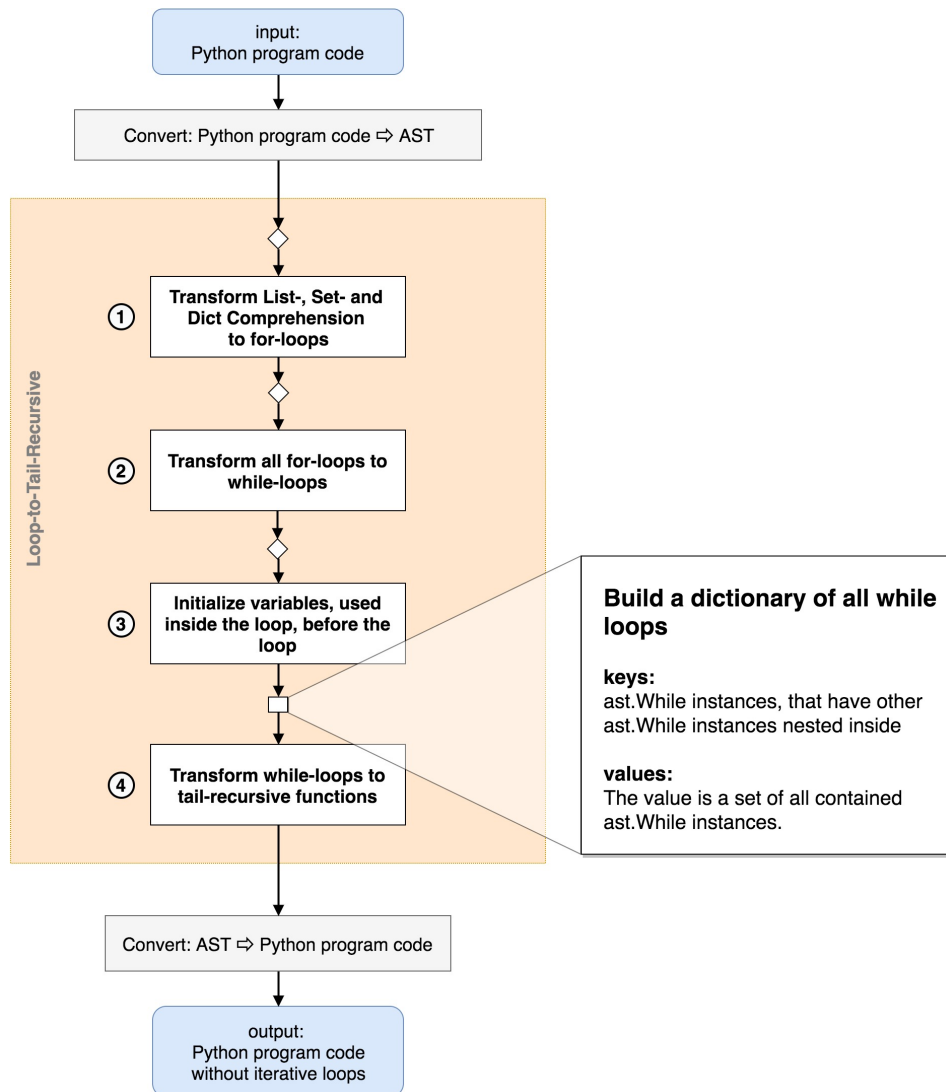 input:
Python program code
Convert: Python program code ⇨ AST
Loop-to-Tail-Recursive
1
Transform List-, Set- and
Dict Comprehension
to for-loops
2
Transform all for-loops to
while-loops
3
Initialize variables, used
inside the loop, before the
loop
Build a dictionary of all while
loops
keys:
ast.While instances, that have other
ast.While instances nested inside
values:
The value is a set of all contained
ast.While instances.
4
Transform while-loops to
tail-recursive functions
Convert: AST ⇨ Python program code
output:
Python program code
without iterative loops